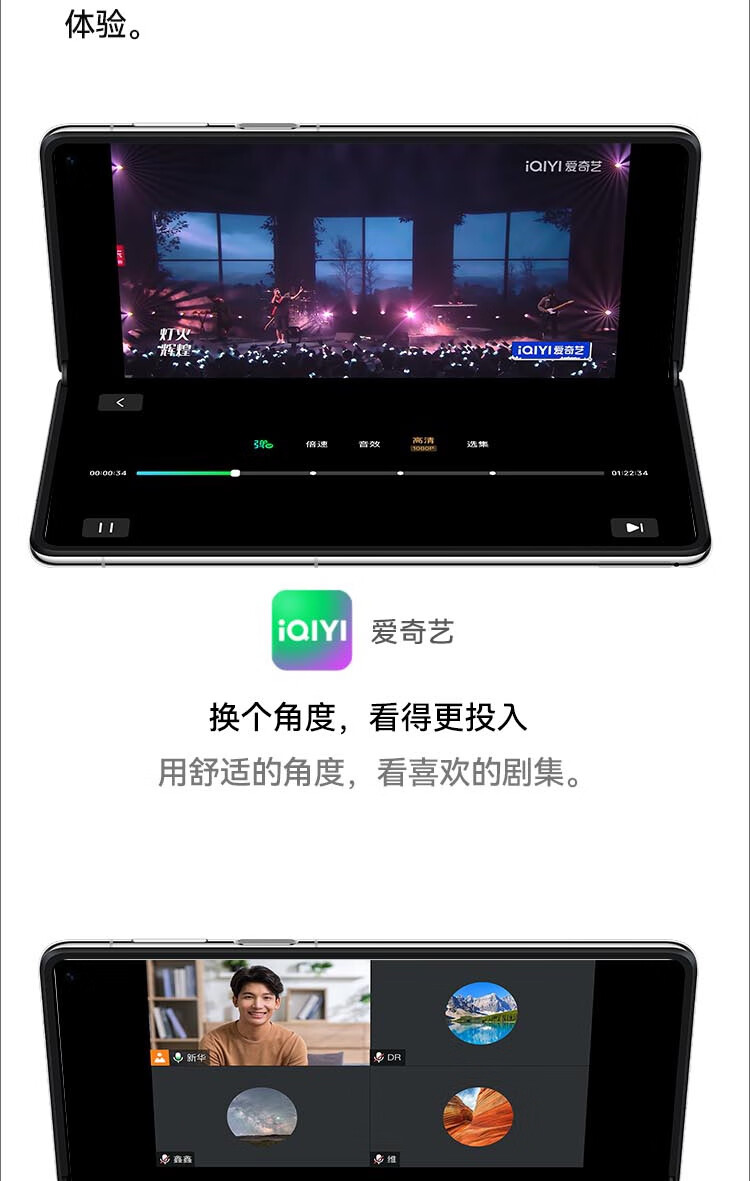 体验。
iQIYI 爱奇艺
灯火
辉煌
iQIYI 爱奇艺
弹
倍速
音效
高清
1080P
选集
00:00:34
01:22:34
iQIYI
爱奇艺
换个角度，看得更投入
用舒适的角度，看喜欢的剧集。
新华
DR
鑫鑫
维